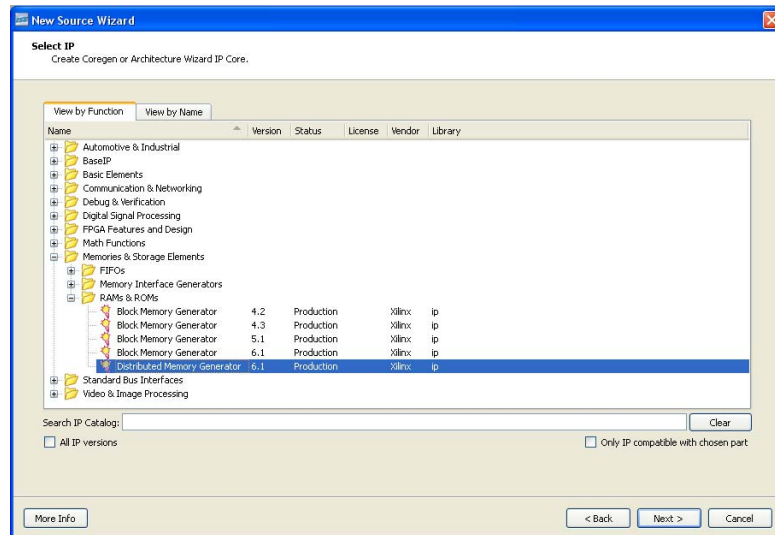 New Source Wizard
Select IP
Create Coregen or Architecture Wizard IP Core.
View by Function View by Name
Name Version Status License Vendor Library
Automotive & Industrial
BaseIP
Basic Elements
Communication & Networking
Debug & Verification
Digital Signal Processing
FPGA Features and Design
Math Functions
Memories & Storage Elements
FIFOs
Memory Interface Generators
RAMs & ROMs
Block Memory Generator 4.2 Production Xilinx ip
Block Memory Generator 4.3 Production Xilinx ip
Block Memory Generator 5.1 Production Xilinx ip
Block Memory Generator 6.1 Production Xilinx ip
Distributed Memory Generator 6.1 Production Xilinx ip
Standard Bus Interfaces
Video & Image Processing
Search IP Catalog: Clear
All IP versions Only IP compatible with chosen part
More Info < Back Next > Cancel